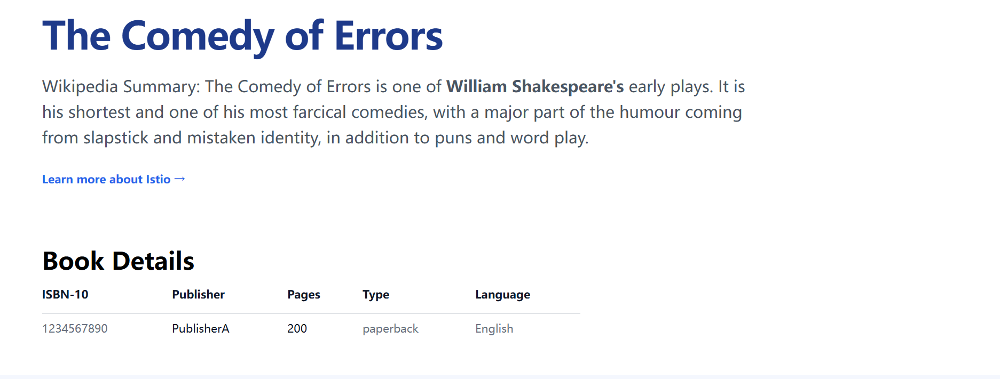 The Comedy of Errors
Wikipedia Summary: The Comedy of Errors is one of William Shakespeare's early plays. It is
his shortest and one of his most farcical comedies, with a major part of the humour coming
from slapstick and mistaken identity, in addition to puns and word play.
Learn more about Istio →
Book Details
ISBN-10 Publisher Pages Type Language
1234567890 PublisherA 200 paperback English